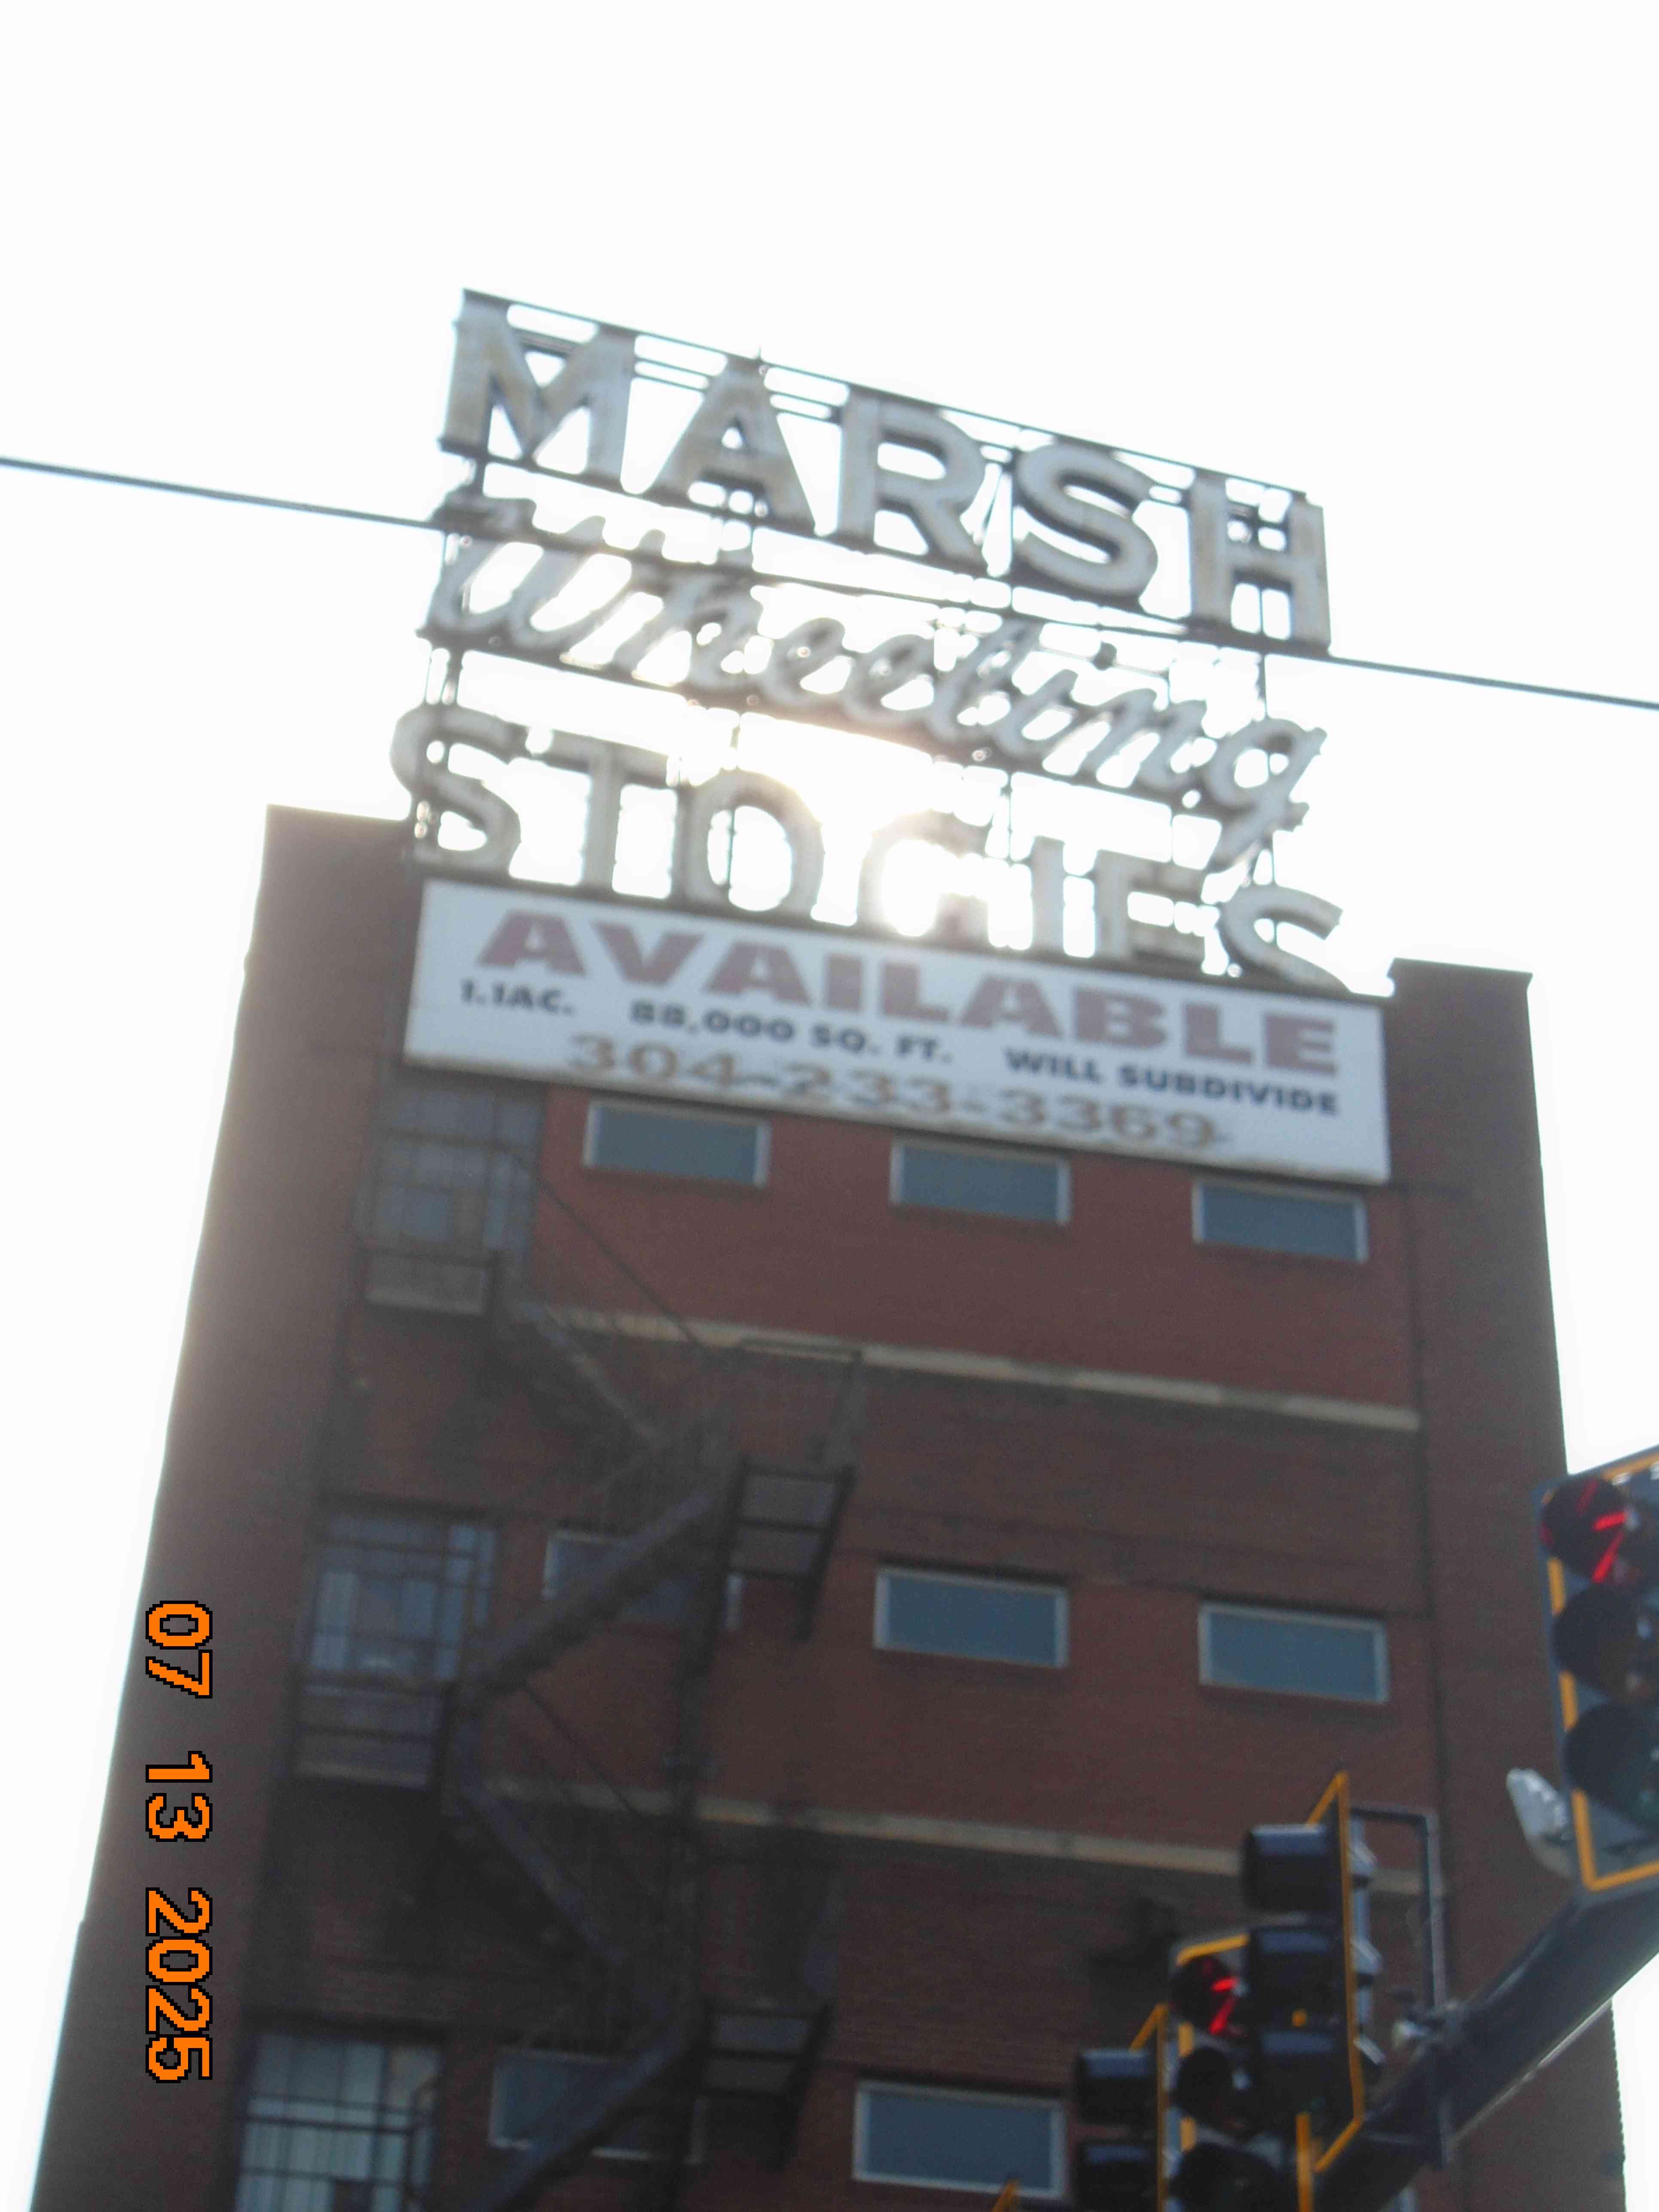 MARSH
Wheeling
STOGIES
AVAILABLE
1.1AC. 88,000 SQ. FT. WILL SUBDIVIDE
304-233-3369
07 13 2025